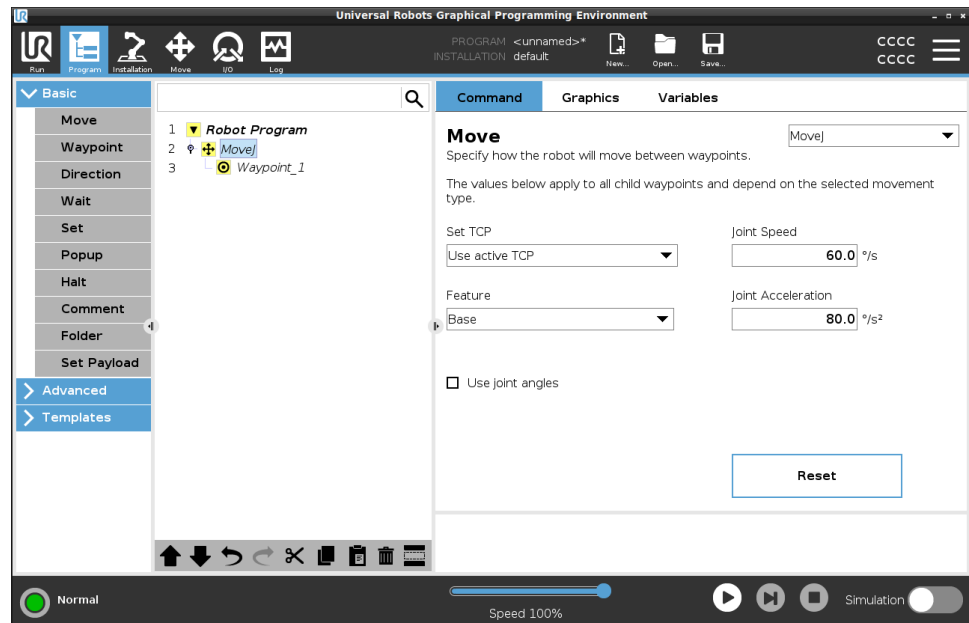 Universal Robots Graphical Programming Environment
UR
Run
Program
Installation
Move
I/O
Log
PROGRAM <unnamed>*
INSTALLATION default
New...
Open...
Save...
CCCC
CCCC
Basic
Move
Waypoint
Direction
Wait
Set
Popup
Halt
Comment
Folder
Set Payload
Advanced
Templates
1 Robot Program
2 MoveJ
3 Waypoint_1
Command Graphics Variables
Move
MoveJ
Specify how the robot will move between waypoints.
The values below apply to all child waypoints and depend on the selected movement
type.
Set TCP
Use active TCP
Joint Speed
60.0 °/s
Feature
Base
Joint Acceleration
80.0 °/s²
Use joint angles
Reset
Normal
Speed 100%
Simulation